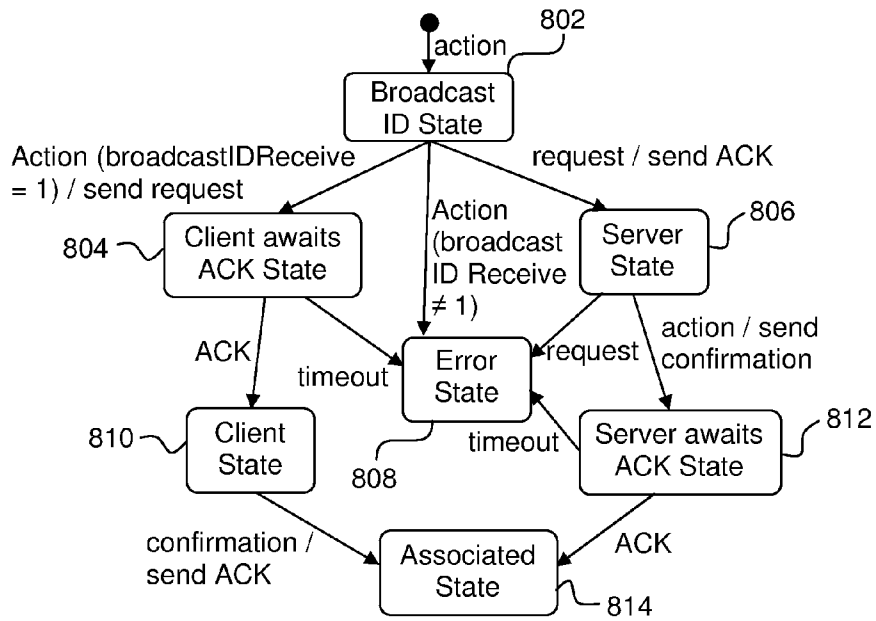 802
action
Broadcast
ID State
Action (broadcastIDReceive
= 1) / send request
request / send ACK
804
Client awaits
ACK State
Action
(broadcast
ID Receive
≠ 1)
Server
State
806
ACK
timeout
Error
State
request
action / send
confirmation
810
Client
State
808
timeout
Server awaits
ACK State
812
confirmation /
send ACK
Associated
State
ACK
814